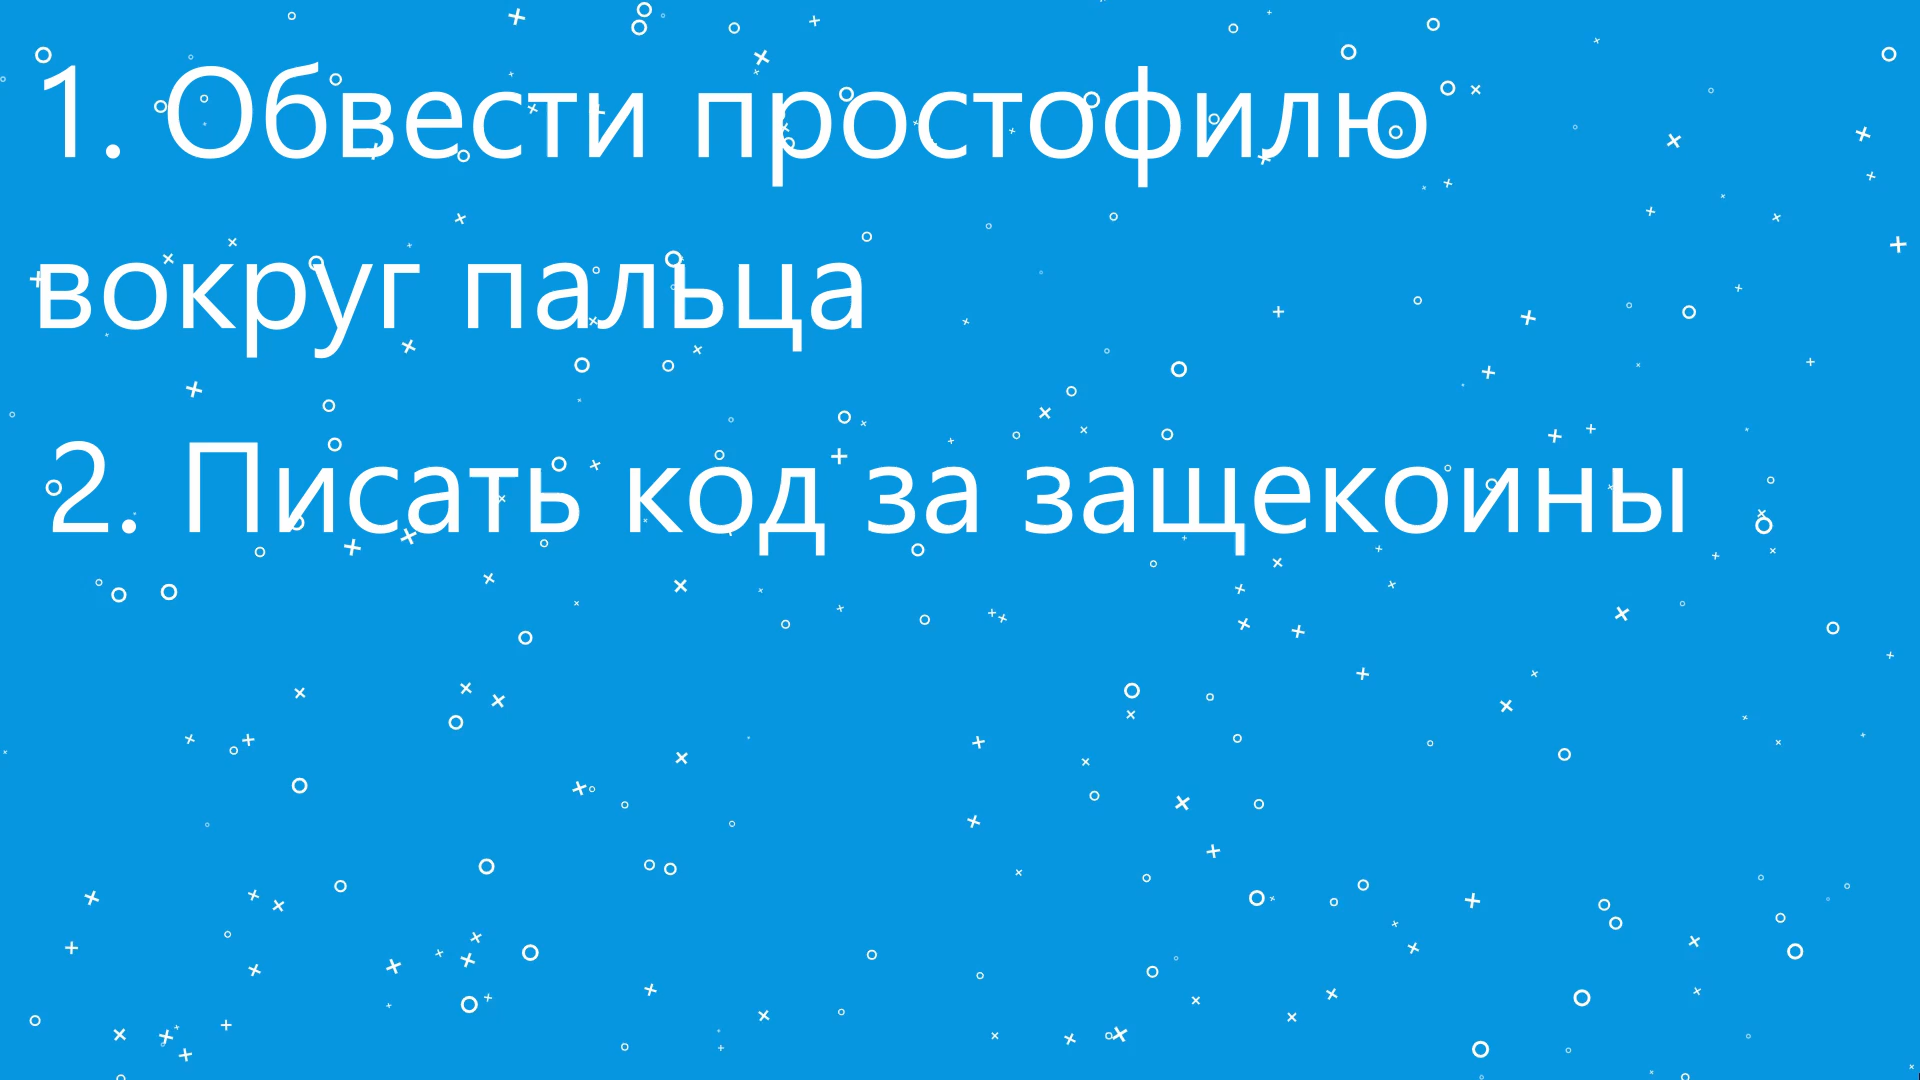 1. Обвести простофилю
вокруг пальца
2. Писать код за защекоины